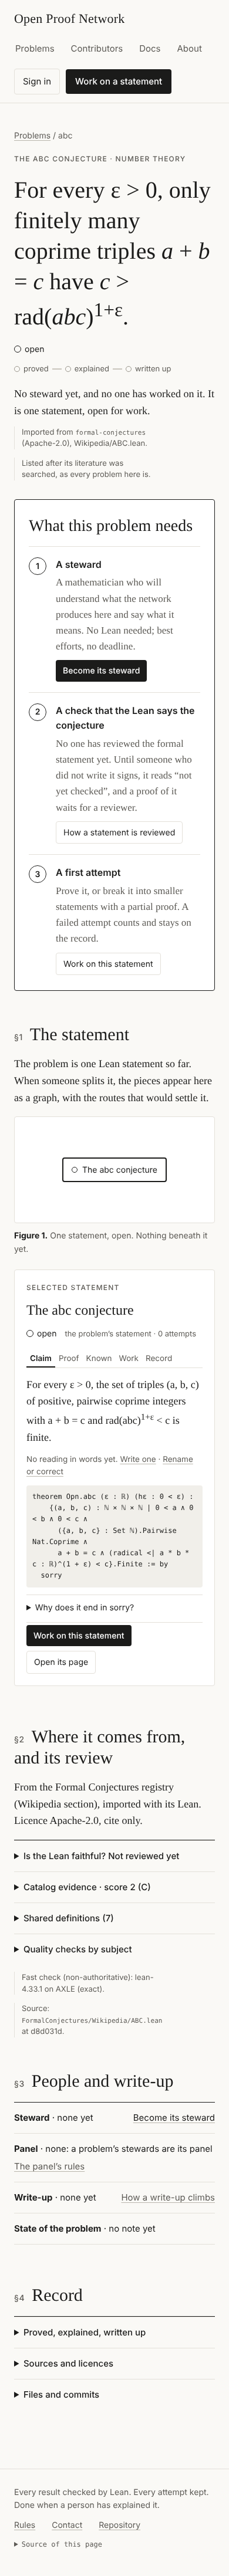 Open Proof Network
Problems Contributors Docs About
Sign in Work on a statement
Problems / abc
THE ABC CONJECTURE · NUMBER THEORY
For every ε > 0, only
finitely many
coprime triples a + b
= c have c >
rad(abc)^1+ε.
open
proved — explained — written up
No steward yet, and no one has worked on it. It
is one statement, open for work.
Imported from formal-conjectures
(Apache-2.0), Wikipedia/ABC.lean.
Listed after its literature was
searched, as every problem here is.
What this problem needs
1 A steward
A mathematician who will
understand what the network
produces here and say what it
means. No Lean needed; best
efforts, no deadline.
Become its steward
2 A check that the Lean says the
conjecture
No one has reviewed the formal
statement yet. Until someone who
did not write it signs, it reads “not
yet checked”, and a proof of it
waits for a reviewer.
How a statement is reviewed
3 A first attempt
Prove it, or break it into smaller
statements with a partial proof. A
failed attempt counts and stays on
the record.
Work on this statement
§1 The statement
The problem is one Lean statement so far.
When someone splits it, the pieces appear here
as a graph, with the routes that would settle it.
The abc conjecture
Figure 1. One statement, open. Nothing beneath it
yet.
SELECTED STATEMENT
The abc conjecture
open the problem’s statement · 0 attempts
Claim Proof Known Work Record
For every ε > 0, the set of triples (a, b, c)
of positive, pairwise coprime integers
with a + b = c and rad(abc)^1+ε < c is
finite.
No reading in words yet. Write one · Rename
or correct
theorem Opn.abc (ε : ℝ) (hε : 0 < ε) :
{(a, b, c) : ℕ × ℕ × ℕ | 0 < a ∧ 0
< b ∧ 0 < c ∧
({a, b, c} : Set ℕ).Pairwise
Nat.Coprime ∧
a + b = c ∧ (radical <| a * b *
c : ℝ)^(1 + ε) < c}.Finite := by
sorry
Why does it end in sorry?
Work on this statement
Open its page
§2 Where it comes from,
and its review
From the Formal Conjectures registry
(Wikipedia section), imported with its Lean.
Licence Apache-2.0, cite only.
Is the Lean faithful? Not reviewed yet
Catalog evidence · score 2 (C)
Shared definitions (7)
Quality checks by subject
Fast check (non-authoritative): lean-
4.33.1 on AXLE (exact).
Source:
FormalConjectures/Wikipedia/ABC.lean
at d8d031d.
§3 People and write-up
Steward · none yet Become its steward
Panel · none: a problem’s stewards are its panel
The panel’s rules
Write-up · none yet How a write-up climbs
State of the problem · no note yet
§4 Record
Proved, explained, written up
Sources and licences
Files and commits
Every result checked by Lean. Every attempt kept.
Done when a person has explained it.
Rules Contact Repository
Source of this page